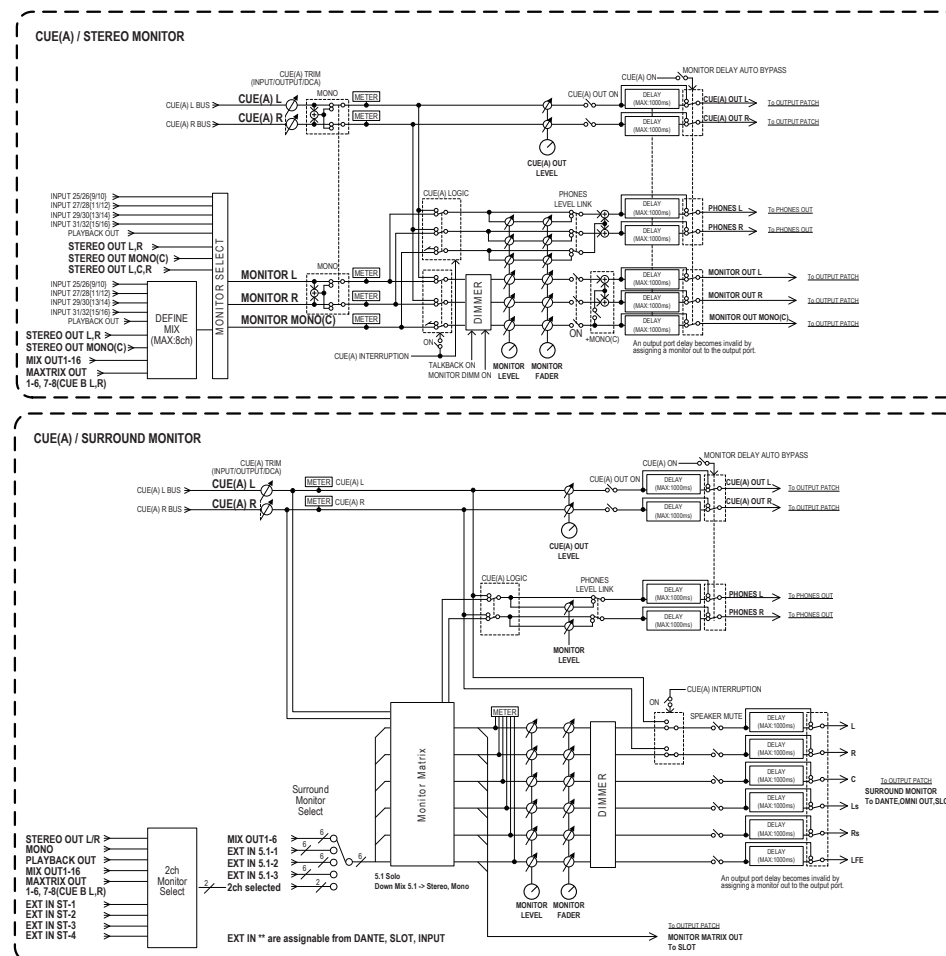 CUE(A) / STEREO MONITOR
CUE(A) TRIM
(INPUT/OUTPUT/DCA)
MONO
CUE(A) ON
MONITOR DELAY AUTO BYPASS
CUE(A) L BUS
CUE(A) L
METER
CUE(A) OUT ON
DELAY
(MAX:1000ms)
CUE(A) OUT L
To OUTPUT PATCH
CUE(A) R BUS
CUE(A) R
METER
DELAY
(MAX:1000ms)
CUE(A) OUT R
To OUTPUT PATCH
CUE(A) OUT
LEVEL
CUE(A) LOGIC
PHONES
LEVEL LINK
INPUT 25/26{9/10}
INPUT 27/28{11/12}
INPUT 29/30{13/14}
INPUT 31/32{15/16}
PLAYBACK OUT
STEREO OUT L,R
STEREO OUT MONO(C)
STEREO OUT L,C,R
INPUT 25/26{9/10}
INPUT 27/28{11/12}
INPUT 29/30{13/14}
INPUT 31/32{15/16}
PLAYBACK OUT
STEREO OUT L,R
STEREO OUT MONO(C)
MIX OUT1-16
MAXTRIX OUT
1-6, 7-8(CUE B L,R)
DEFINE
MIX
(MAX:8ch)
MONITOR SELECT
DELAY
(MAX:1000ms)
PHONES L
To PHONES OUT
DELAY
(MAX:1000ms)
PHONES R
To PHONES OUT
MONO
MONITOR L
METER
MONITOR R
METER
MONITOR MONO(C)
METER
DIMMER
DELAY
(MAX:1000ms)
MONITOR OUT L
To OUTPUT PATCH
DELAY
(MAX:1000ms)
MONITOR OUT R
To OUTPUT PATCH
DELAY
(MAX:1000ms)
MONITOR OUT MONO(C)
To OUTPUT PATCH
ON
ON
+MONO(C)
CUE(A) INTERRUPTION
TALKBACK ON
MONITOR DIMM ON
MONITOR
LEVEL
MONITOR
FADER
An output port delay becomes invalid by
assigning a monitor out to the output port.
CUE(A) / SURROUND MONITOR
CUE(A) TRIM
(INPUT/OUTPUT/DCA)
CUE(A) ON
MONITOR DELAY AUTO BYPASS
CUE(A) L BUS
CUE(A) L
METER
CUE(A) L
CUE(A) OUT ON
DELAY
(MAX:1000ms)
CUE(A) OUT L
To OUTPUT PATCH
CUE(A) R BUS
CUE(A) R
METER
CUE(A) R
DELAY
(MAX:1000ms)
CUE(A) OUT R
To OUTPUT PATCH
CUE(A) OUT
LEVEL
CUE(A) LOGIC
PHONES
LEVEL LINK
DELAY
(MAX:1000ms)
PHONES L
To PHONES OUT
DELAY
(MAX:1000ms)
PHONES R
To PHONES OUT
MONITOR
LEVEL
CUE(A) INTERRUPTION
ON
METER
SPEAKER MUTE
Monitor Matrix
DIMMER
DELAY
(MAX:1000ms)
L
DELAY
(MAX:1000ms)
R
DELAY
(MAX:1000ms)
C
DELAY
(MAX:1000ms)
Ls
DELAY
(MAX:1000ms)
Rs
DELAY
(MAX:1000ms)
LFE
To OUTPUT PATCH
SURROUND MONITOR
To DANTE,OMNI OUT,SLO
Surround
Monitor
Select
MIX OUT1-6
6
EXT IN 5.1-1
6
EXT IN 5.1-2
6
EXT IN 5.1-3
6
2ch selected
2
6
STEREO OUT L/R
MONO
PLAYBACK OUT
MIX OUT1-16
MAXTRIX OUT
1-6, 7-8(CUE B L,R)
EXT IN ST-1
EXT IN ST-2
EXT IN ST-3
EXT IN ST-4
2ch
Monitor
Select
2
5.1 Solo
Down Mix 5.1 -> Stereo, Mono
MONITOR
LEVEL
MONITOR
FADER
An output port delay becomes invalid by
assigning a monitor out to the output port.
EXT IN ** are assignable from DANTE, SLOT, INPUT
To OUTPUT PATCH
MONITOR MATRIX OUT
To SLOT